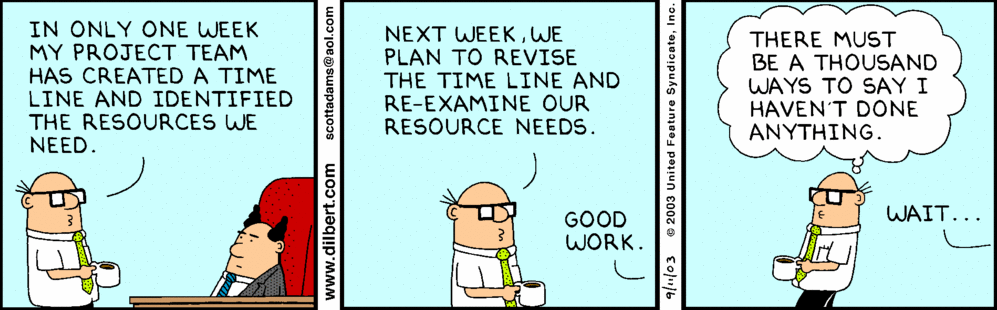 IN ONLY ONE WEEK
MY PROJECT TEAM
HAS CREATED A TIME
LINE AND IDENTIFIED
THE RESOURCES WE
NEED.
www.dilbert.com
scottadams@aol.com
NEXT WEEK, WE
PLAN TO REVISE
THE TIME LINE AND
RE-EXAMINE OUR
RESOURCE NEEDS.
GOOD
WORK.
9/11/03 © 2003 United Feature Syndicate, Inc.
THERE MUST
BE A THOUSAND
WAYS TO SAY I
HAVEN'T DONE
ANYTHING.
WAIT...